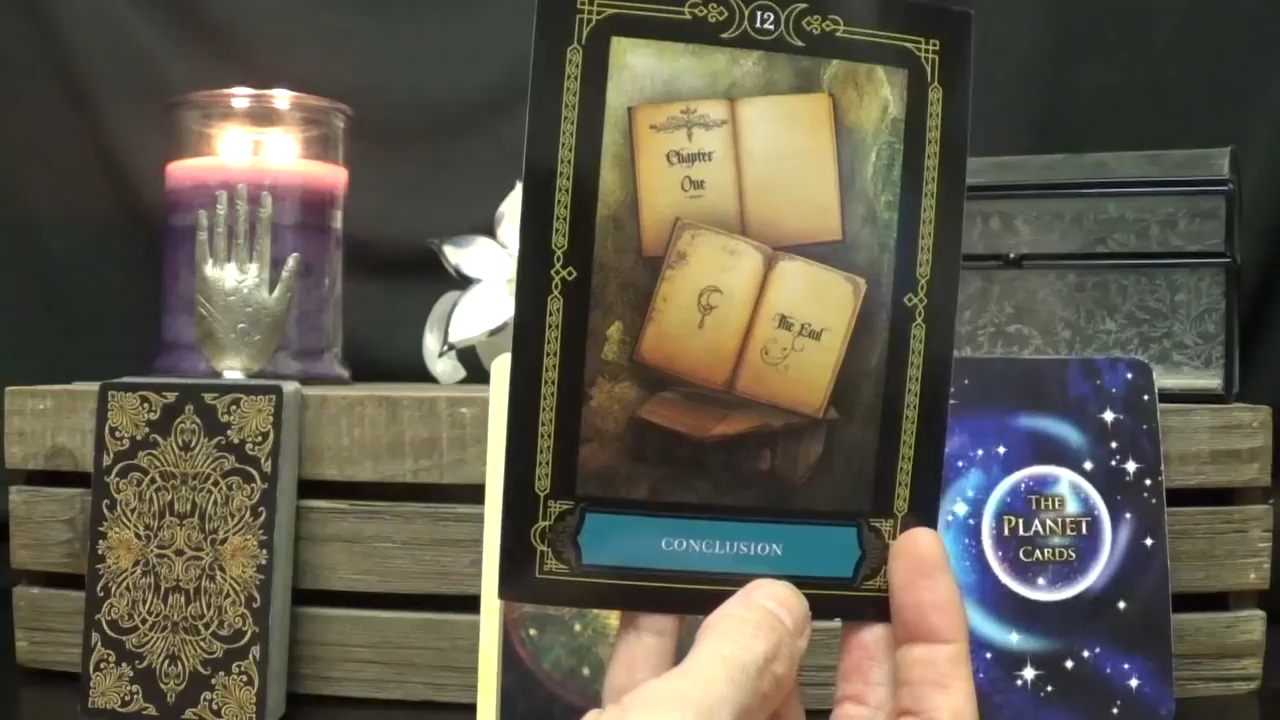 12
Chapter
One
The End
CONCLUSION
THE
PLANET
CARDS